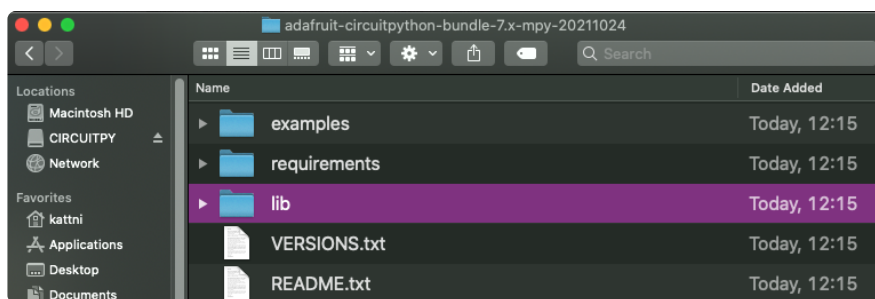 adafruit-circuitpython-bundle-7.x-mpy-20211024
Search
Locations
Macintosh HD
CIRCUITPY
Network
Favorites
kattni
Applications
Desktop
Documents
Name Date Added
examples Today, 12:15
requirements Today, 12:15
lib Today, 12:15
VERSIONS.txt Today, 12:15
README.txt Today, 12:15